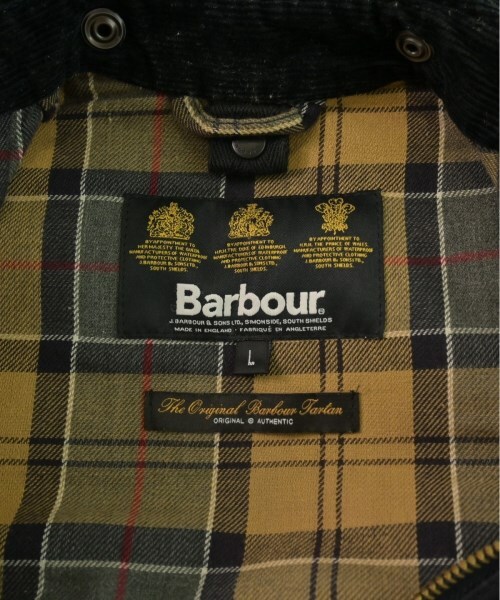 BY APPOINTMENT TO
HER MAJESTY THE QUEEN
MANUFACTURERS OF WATERPROOF
AND PROTECTIVE CLOTHING
J. BARBOUR & SONS LTD.,
SOUTH SHIELDS.
BY APPOINTMENT TO
H.R.H. THE DUKE OF EDINBURGH
MANUFACTURERS OF WATERPROOF
AND PROTECTIVE CLOTHING
J. BARBOUR & SONS LTD.,
SOUTH SHIELDS.
BY APPOINTMENT TO
H.R.H. THE PRINCE OF WALES
MANUFACTURERS OF WATERPROOF
AND PROTECTIVE CLOTHING
J. BARBOUR & SONS LTD.,
SOUTH SHIELDS.
Barbour®
J. BARBOUR & SONS LTD., SIMONSIDE, SOUTH SHIELDS
MADE IN ENGLAND - FABRIQUÉ EN ANGLETERRE
L
The Original Barbour Tartan
ORIGINAL & AUTHENTIC